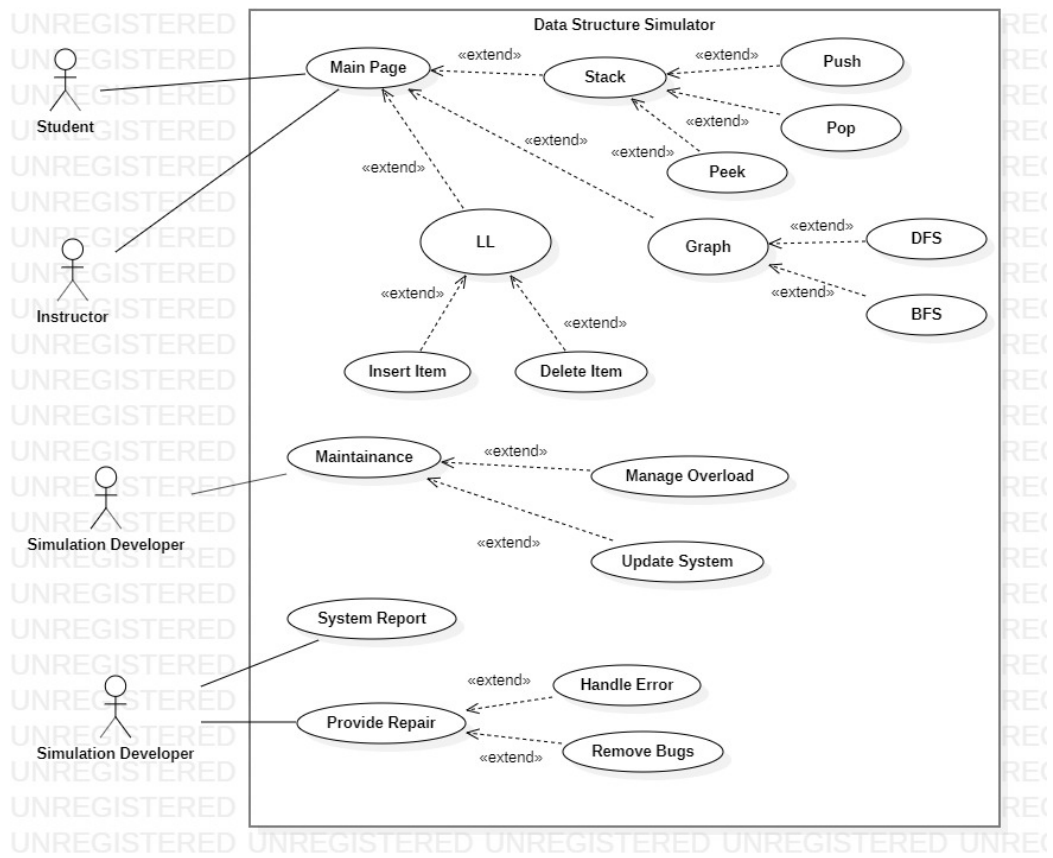 Data Structure Simulator
Student
Main Page
«extend»
Stack
«extend»
Push
«extend»
Pop
«extend»
Peek
«extend»
«extend»
Instructor
LL
Graph
«extend»
DFS
«extend»
BFS
«extend»
«extend»
Insert Item
Delete Item
Simulation Developer
Maintainance
«extend»
Manage Overload
«extend»
Update System
System Report
Simulation Developer
Provide Repair
«extend»
Handle Error
«extend»
Remove Bugs
UNREGISTERED